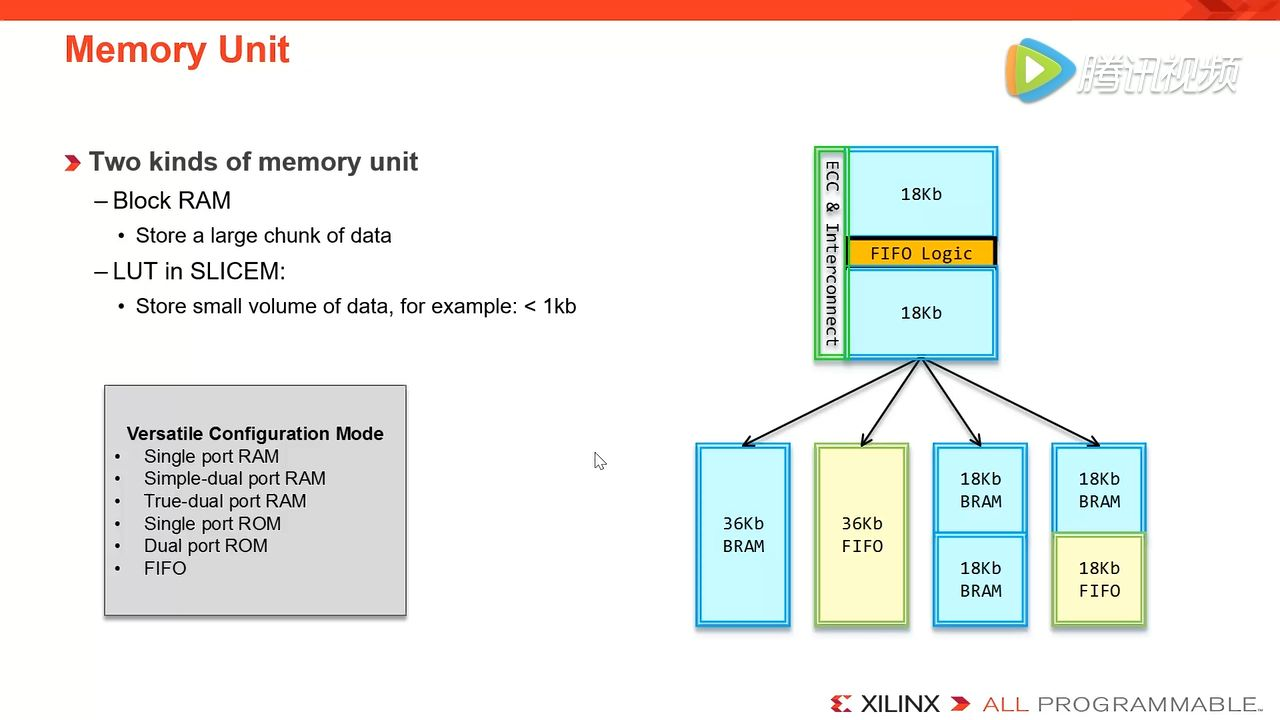 Memory Unit
腾讯视频
Two kinds of memory unit
– Block RAM
• Store a large chunk of data
– LUT in SLICEM:
• Store small volume of data, for example: < 1kb
Versatile Configuration Mode
• Single port RAM
• Simple-dual port RAM
• True-dual port RAM
• Single port ROM
• Dual port ROM
• FIFO
ECC & Interconnect
18Kb
FIFO Logic
18Kb
36Kb
BRAM
36Kb
FIFO
18Kb
BRAM
18Kb
BRAM
18Kb
BRAM
18Kb
FIFO
XILINX ALL PROGRAMMABLE™